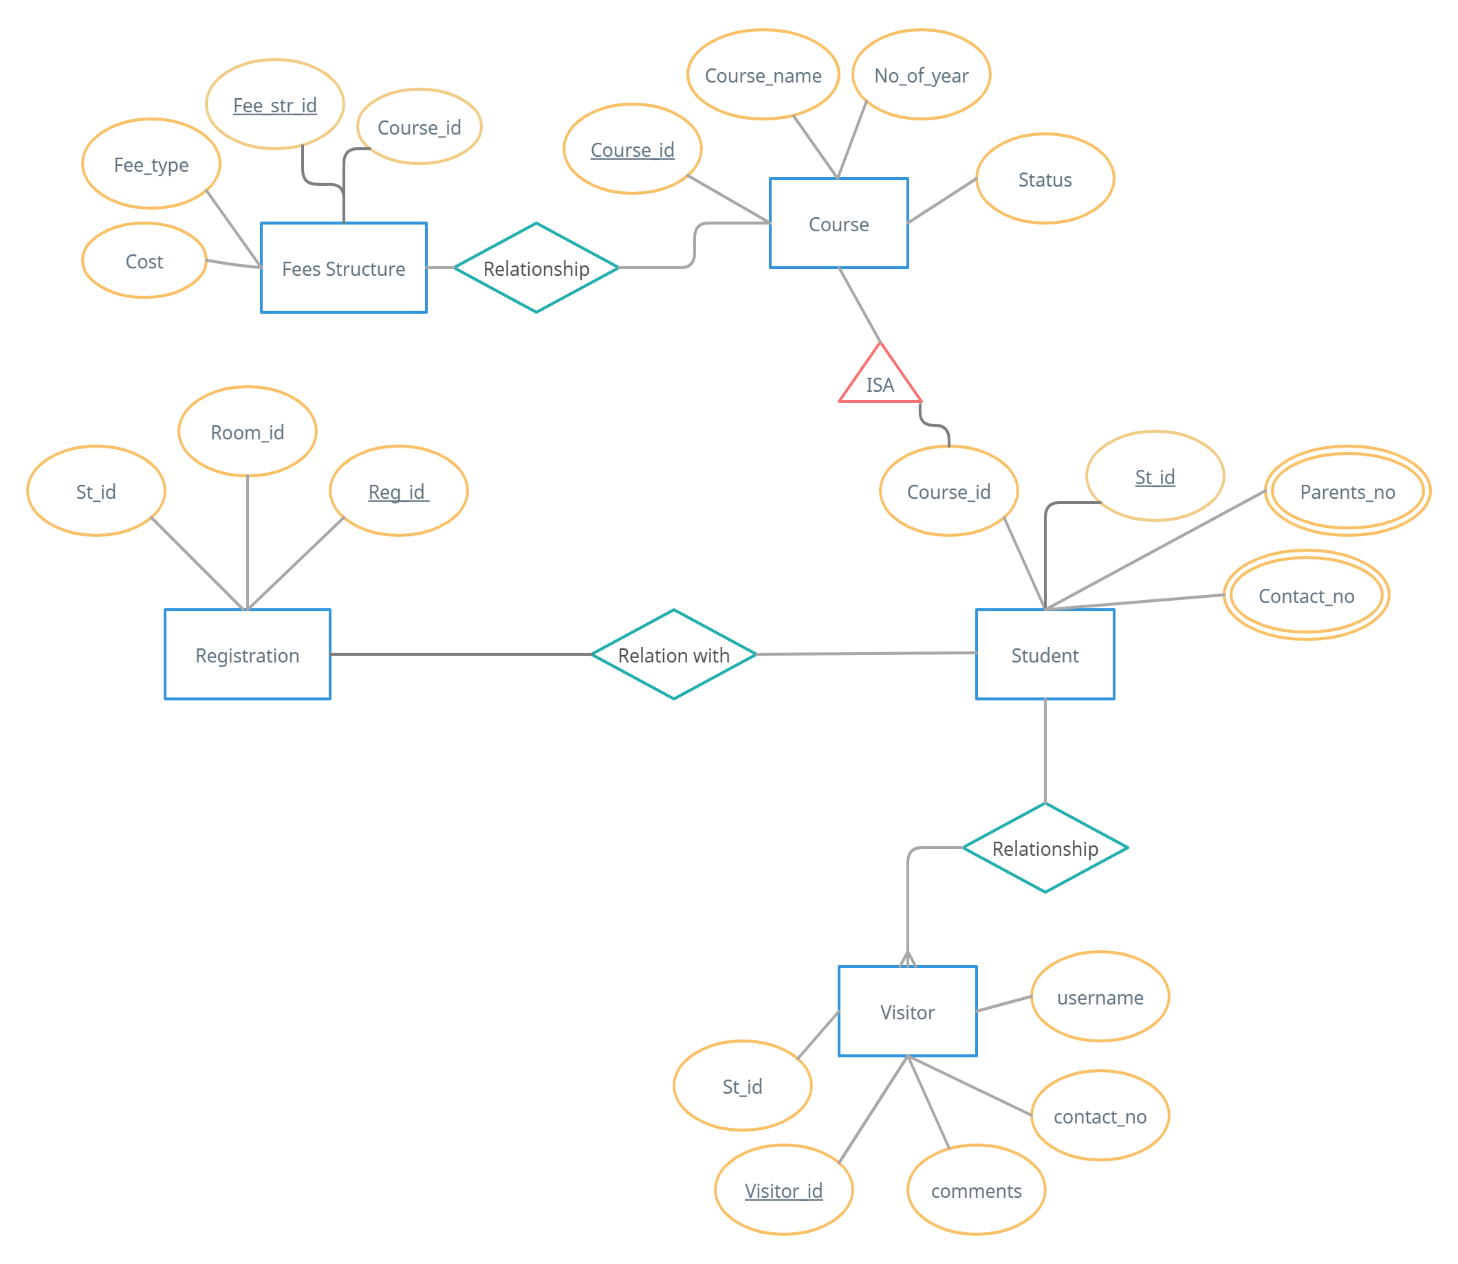 Course_name
No_of_year
Fee_str_id
Course_id
Course_id
Fee_type
Status
Course
Cost
Fees Structure
Relationship
ISA
Room_id
St_id
Reg_id
Course_id
St_id
Parents_no
Contact_no
Registration
Relation with
Student
Relationship
username
Visitor
St_id
contact_no
Visitor_id
comments